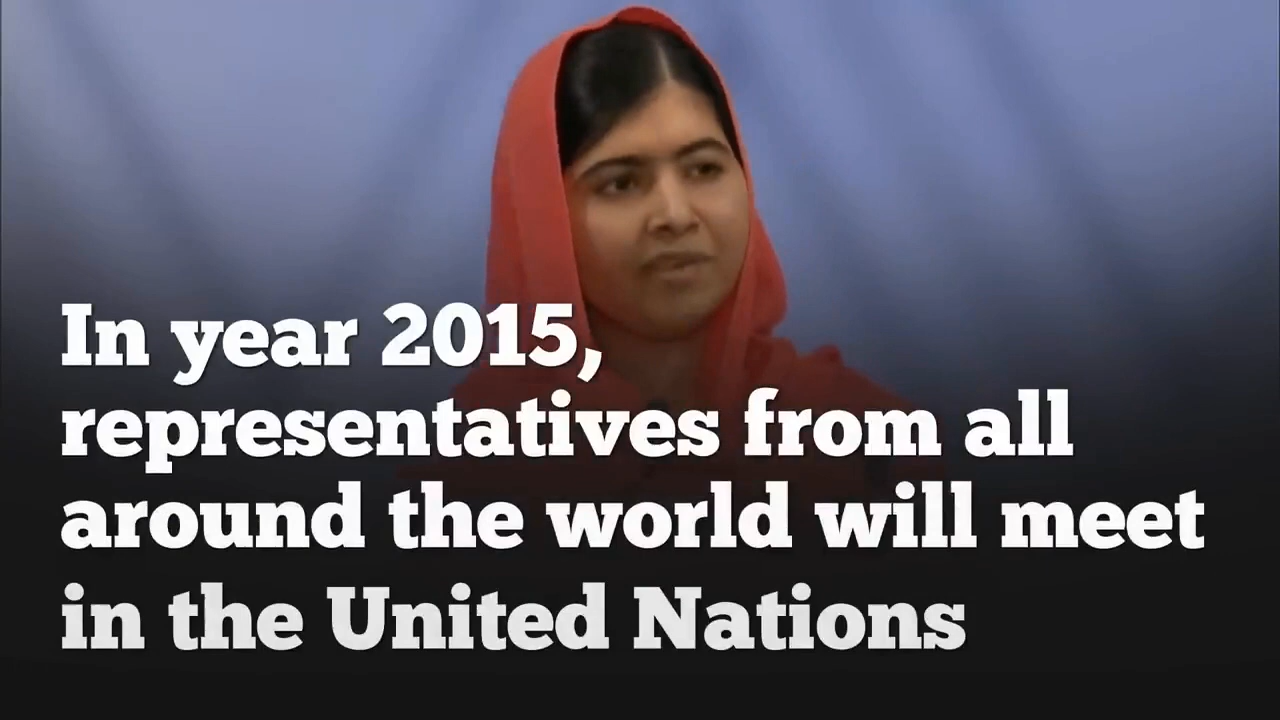 In year 2015,
representatives from all
around the world will meet
in the United Nations